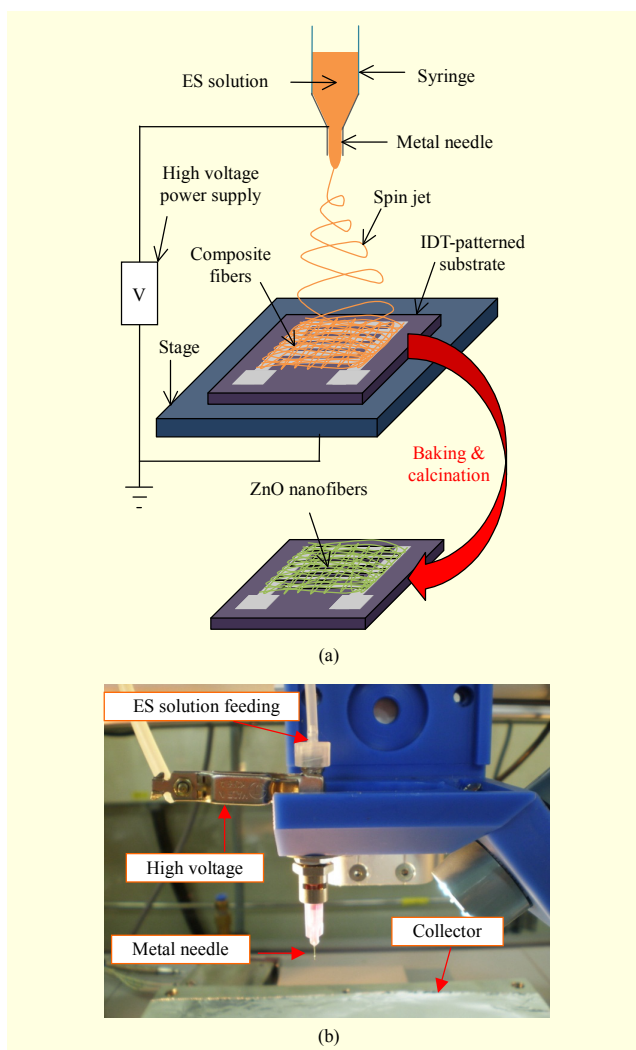 ES solution
Syringe
Metal needle
High voltage
power supply
Spin jet
IDT-patterned
substrate
Composite
fibers
V
Stage
Baking &
calcination
ZnO nanofibers
(a)
ES solution feeding
High voltage
Collector
Metal needle
(b)